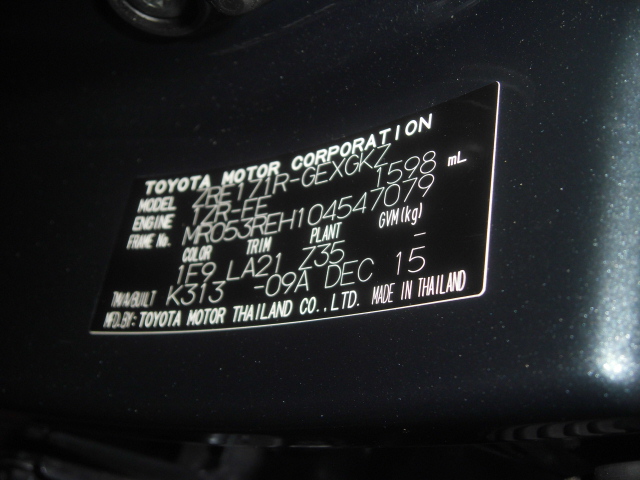 TOYOTA MOTOR CORPORATION
MODEL ZRE171R-GEXGKZ
ENGINE 1ZR-FE 1598 mL
FRAME No. MR053REH104547079
COLOR TRIM PLANT GVM(kg)
1E9 LA21 Z35 -
TM/A/BUILT K313 -09A DEC 15
MFD.BY: TOYOTA MOTOR THAILAND CO.,LTD. MADE IN THAILAND